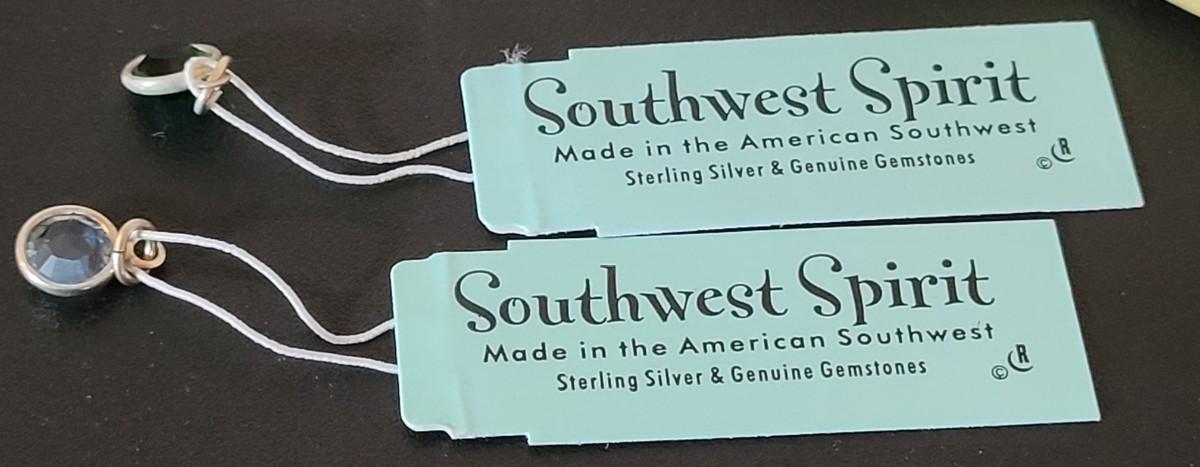 Southwest Spirit
Made in the American Southwest
Sterling Silver & Genuine Gemstones
©R
Southwest Spirit
Made in the American Southwest
Sterling Silver & Genuine Gemstones
©R